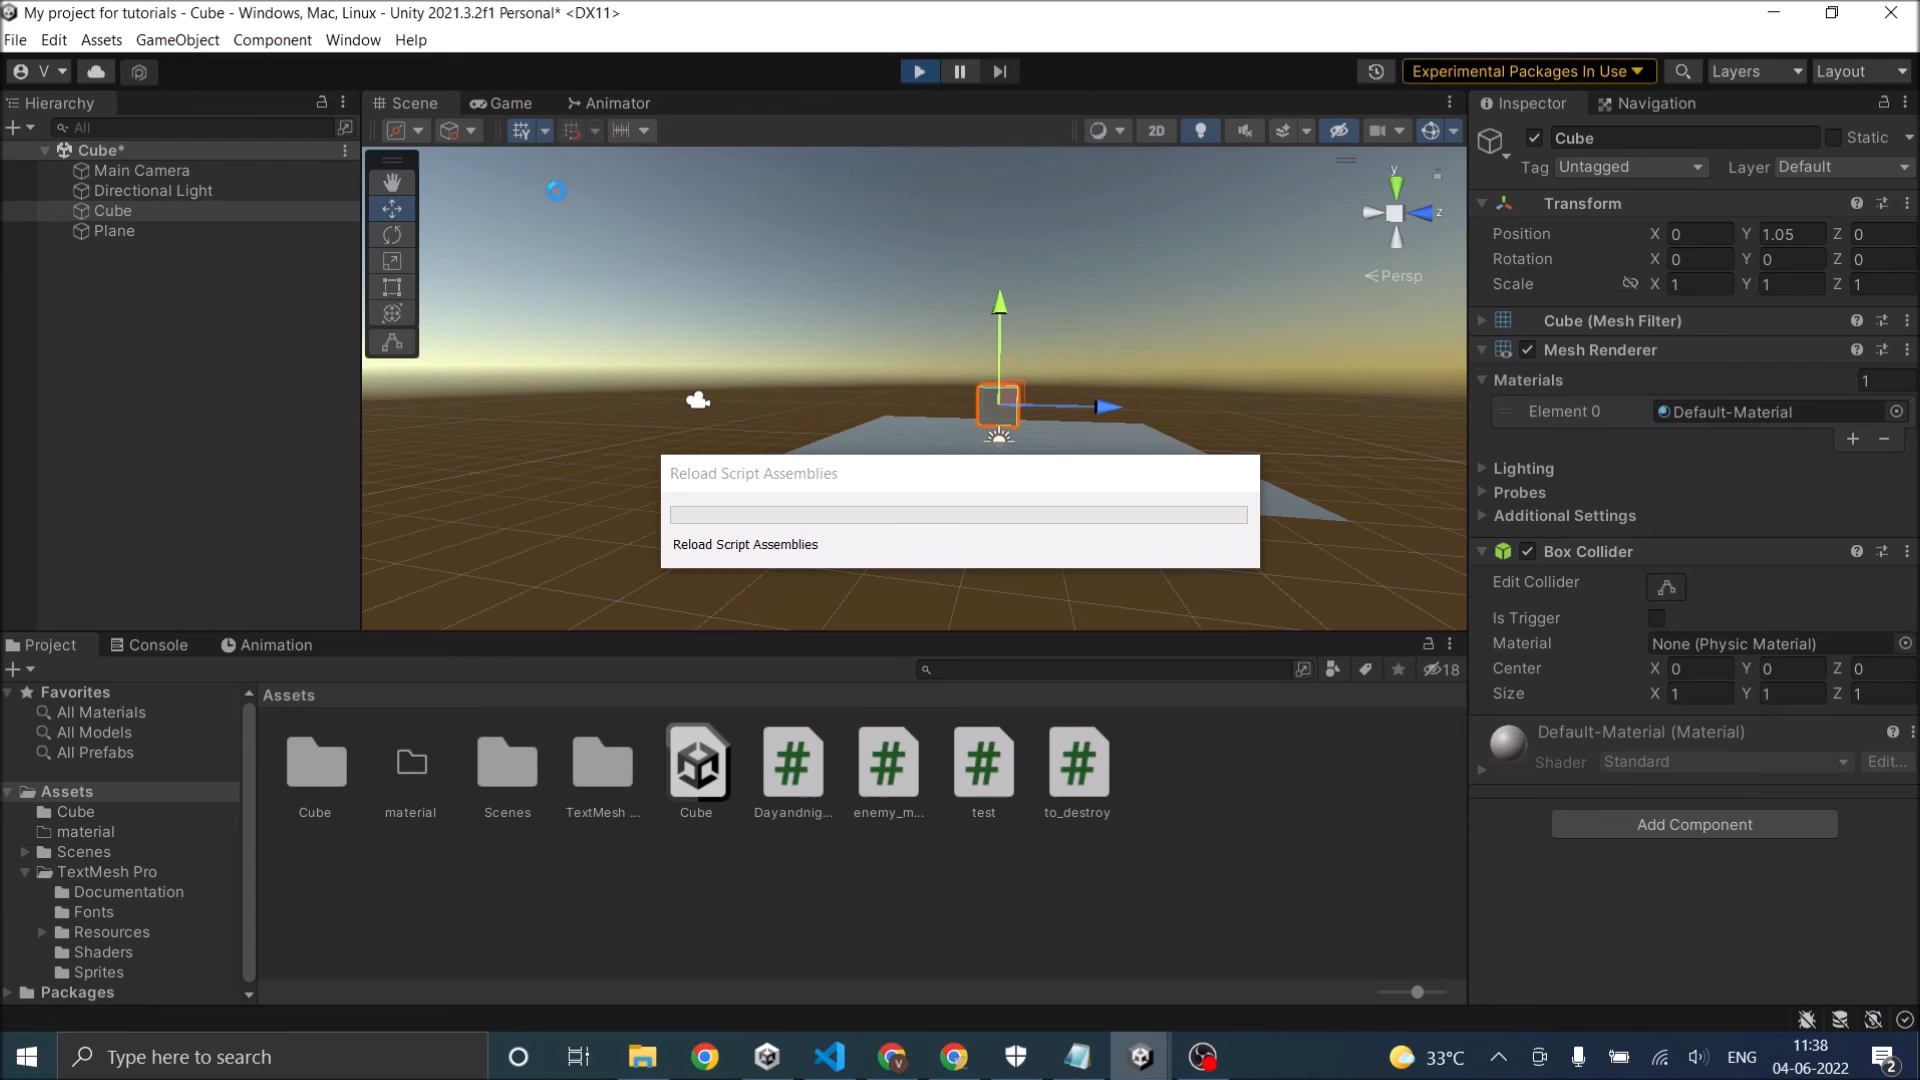 My project for tutorials - Cube - Windows, Mac, Linux - Unity 2021.3.2f1 Personal* <DX11>
File Edit Assets GameObject Component Window Help
V
Experimental Packages In Use
Layers
Layout
Hierarchy
All
Cube*
Main Camera
Directional Light
Cube
Plane
Scene Game Animator
2D
y
z
Persp
Reload Script Assemblies
Reload Script Assemblies
Inspector Navigation
Cube
Static
Tag Untagged Layer Default
Transform
Position X 0 Y 1.05 Z 0
Rotation X 0 Y 0 Z 0
Scale X 1 Y 1 Z 1
Cube (Mesh Filter)
Mesh Renderer
Materials 1
Element 0 Default-Material
Lighting
Probes
Additional Settings
Box Collider
Edit Collider
Is Trigger
Material None (Physic Material)
Center X 0 Y 0 Z 0
Size X 1 Y 1 Z 1
Default-Material (Material)
Shader Standard Edit...
Add Component
Project Console Animation
18
Favorites
All Materials
All Models
All Prefabs
Assets
Cube
material
Scenes
TextMesh Pro
Documentation
Fonts
Resources
Shaders
Sprites
Packages
Assets
Cube material Scenes TextMesh ... Cube Dayandnig... enemy_m... test to_destroy
Type here to search
33°C
ENG
11:38
04-06-2022
2